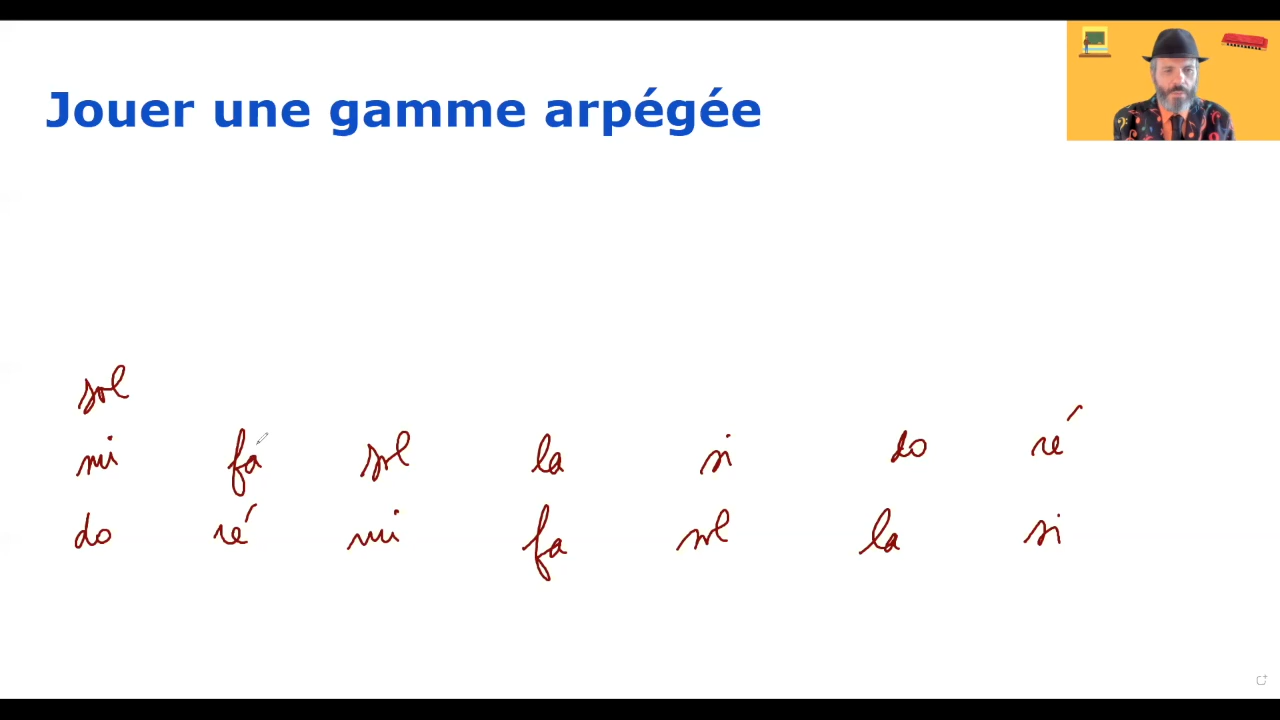 Jouer une gamme arpégée
sol
mi fa sol la si do ré
do ré mi fa sol la si